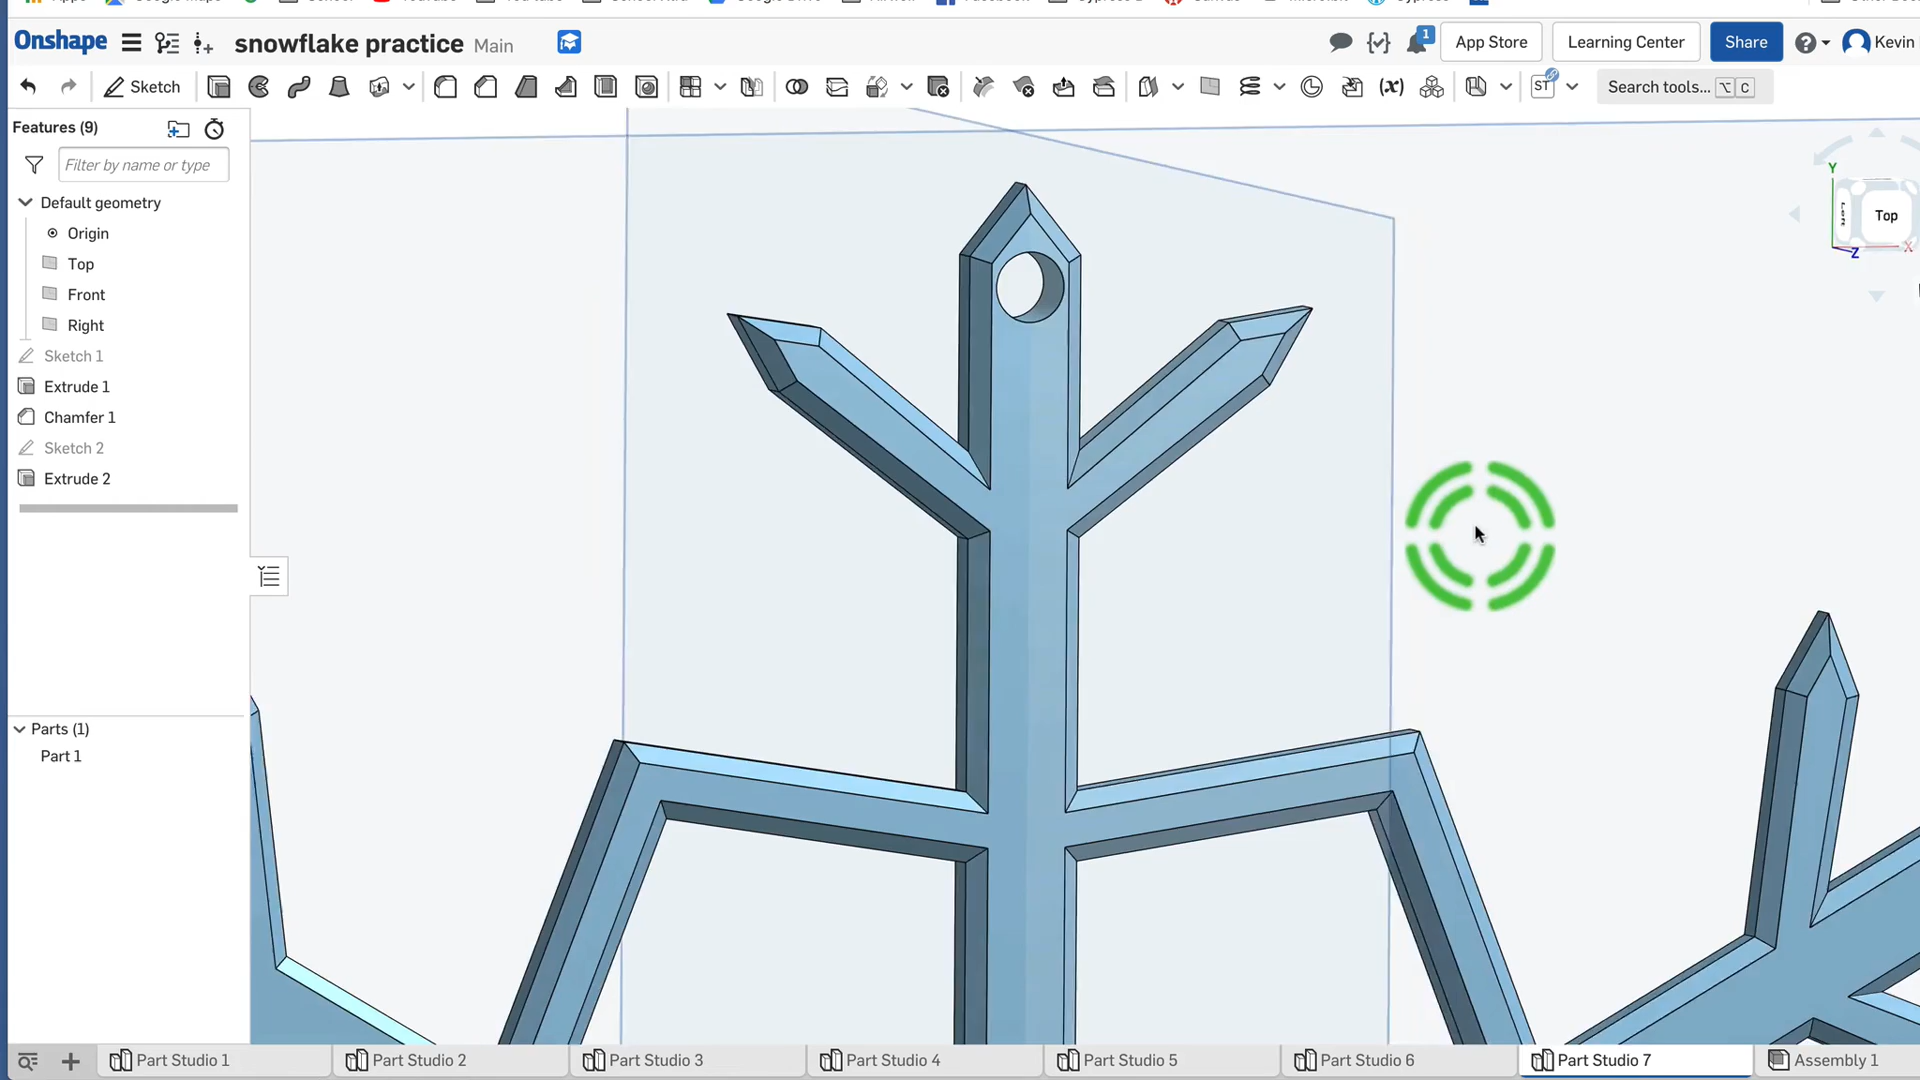 Onshape
snowflake practice Main
1
App Store
Learning Center
Share
Kevin
Sketch
ST
Search tools... ⌥ C
Features (9)
Filter by name or type
Default geometry
Origin
Top
Front
Right
Sketch 1
Extrude 1
Chamfer 1
Sketch 2
Extrude 2
Parts (1)
Part 1
Y
Left
Top
X
Z
Part Studio 1
Part Studio 2
Part Studio 3
Part Studio 4
Part Studio 5
Part Studio 6
Part Studio 7
Assembly 1